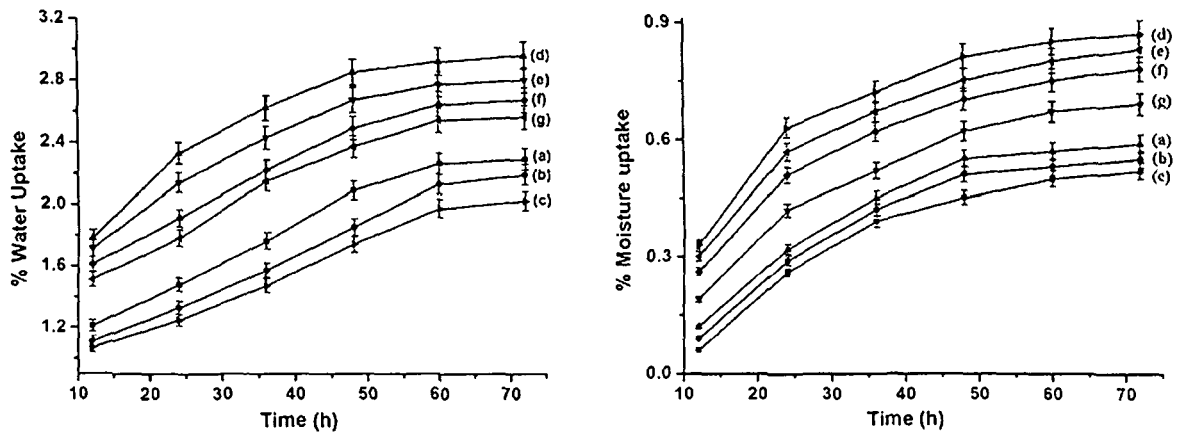 3.2
2.8
2.4
2.0
1.6
1.2
% Water Uptake
10 20 30 40 50 60 70
Time (h)
(d)
(e)
(f)
(g)
(a)
(b)
(c)
0.9
0.6
0.3
0.0
% Moisture uptake
10 20 30 40 50 60 70
Time (h)
(d)
(e)
(f)
(g)
(a)
(b)
(c)